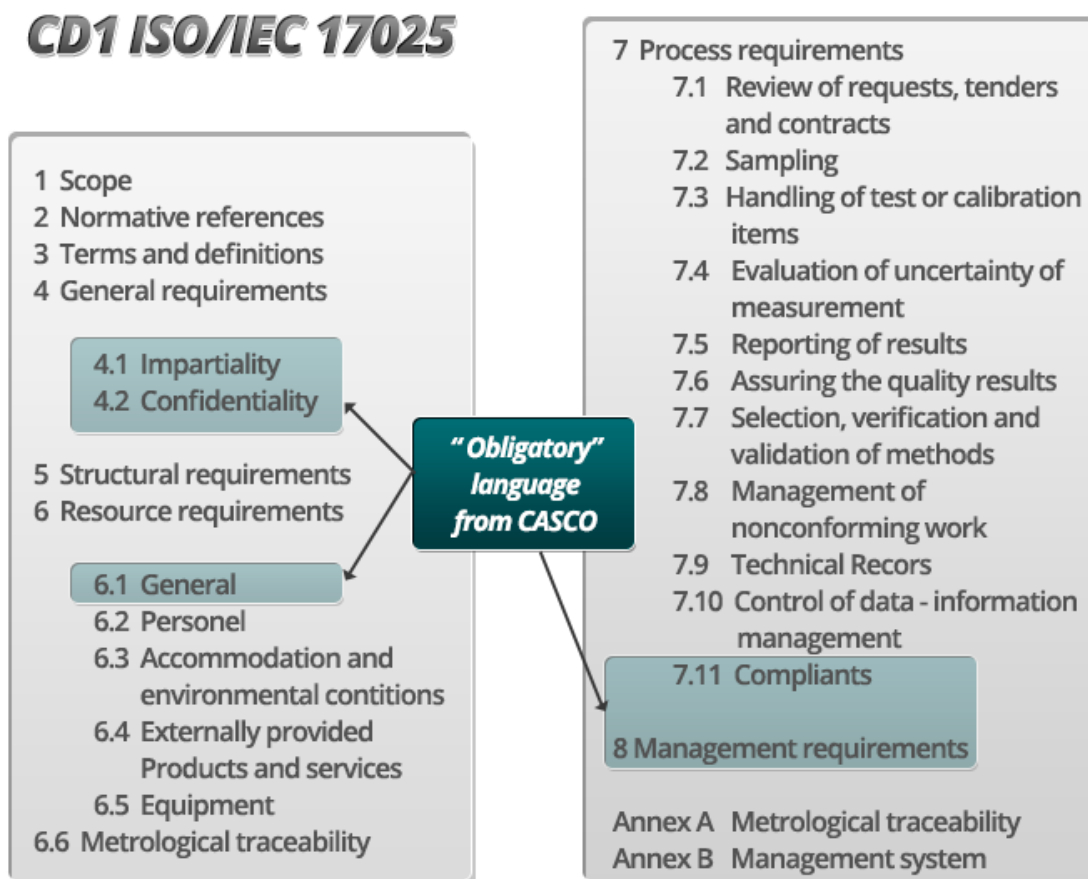 CD1 ISO/IEC 17025
1 Scope
2 Normative references
3 Terms and definitions
4 General requirements
4.1 Impartiality
4.2 Confidentiality
5 Structural requirements
6 Resource requirements
6.1 General
6.2 Personel
6.3 Accommodation and
environmental contitions
6.4 Externally provided
Products and services
6.5 Equipment
6.6 Metrological traceability
“Obligatory”
language
from CASCO
7 Process requirements
7.1 Review of requests, tenders
and contracts
7.2 Sampling
7.3 Handling of test or calibration
items
7.4 Evaluation of uncertainty of
measurement
7.5 Reporting of results
7.6 Assuring the quality results
7.7 Selection, verification and
validation of methods
7.8 Management of
nonconforming work
7.9 Technical Recors
7.10 Control of data - information
management
7.11 Compliants
8 Management requirements
Annex A Metrological traceability
Annex B Management system